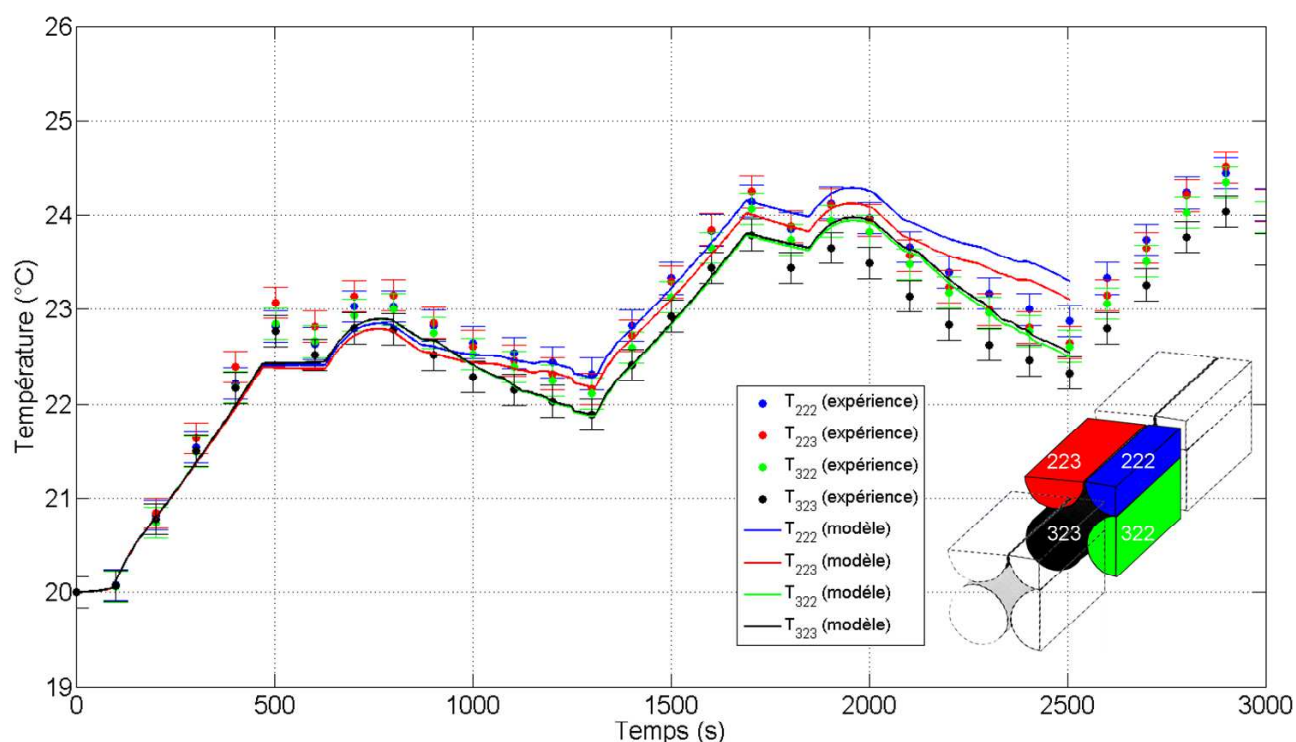 26
25
24
23
22
21
20
19
Température (°C)
0
500
1000
1500
2000
2500
3000
Temps (s)
T222 (expérience)
T223 (expérience)
T322 (expérience)
T323 (expérience)
T222 (modèle)
T223 (modèle)
T322 (modéle)
T323 (modèle)
223
222
323
322